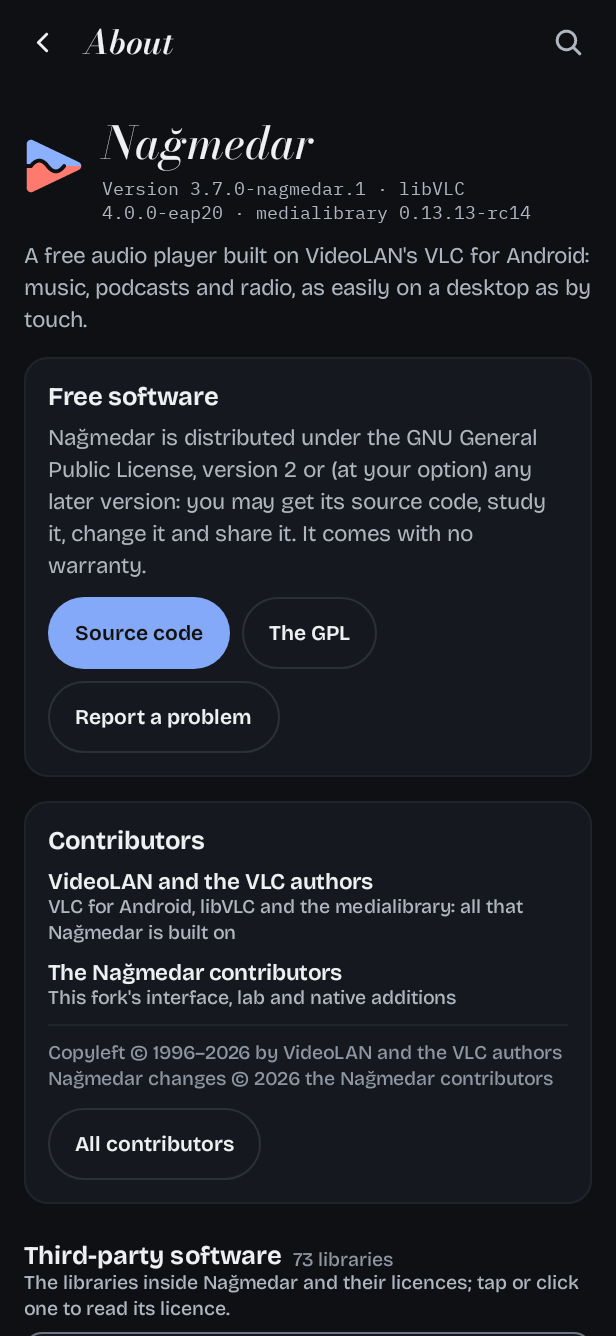 About
Nağmedar
Version 3.7.0-nagmedar.1 · libVLC
4.0.0-eap20 · medialibrary 0.13.13-rc14
A free audio player built on VideoLAN's VLC for Android:
music, podcasts and radio, as easily on a desktop as by
touch.
Free software
Nağmedar is distributed under the GNU General
Public License, version 2 or (at your option) any
later version: you may get its source code, study
it, change it and share it. It comes with no
warranty.
Source code
The GPL
Report a problem
Contributors
VideoLAN and the VLC authors
VLC for Android, libVLC and the medialibrary: all that
Nağmedar is built on
The Nağmedar contributors
This fork's interface, lab and native additions
Copyleft © 1996–2026 by VideoLAN and the VLC authors
Nağmedar changes © 2026 the Nağmedar contributors
All contributors
Third-party software 73 libraries
The libraries inside Nağmedar and their licences; tap or click
one to read its licence.